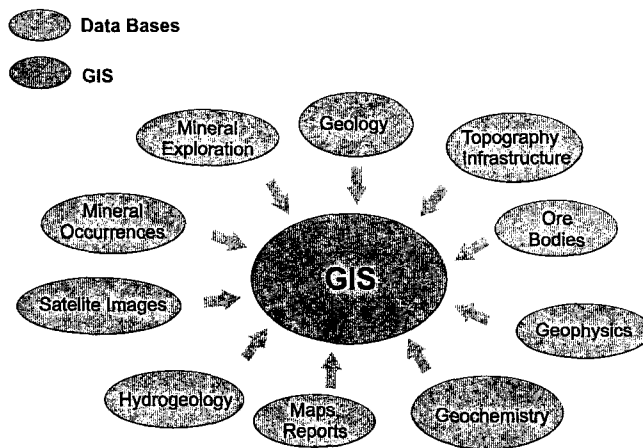 Data Bases
GIS
Mineral
Exploration
Geology
Topography
Infrastructure
Mineral
Occurrences
Ore
Bodies
GIS
Satelite Images
Geophysics
Hydrogeology
Maps,
Reports
Geochemistry